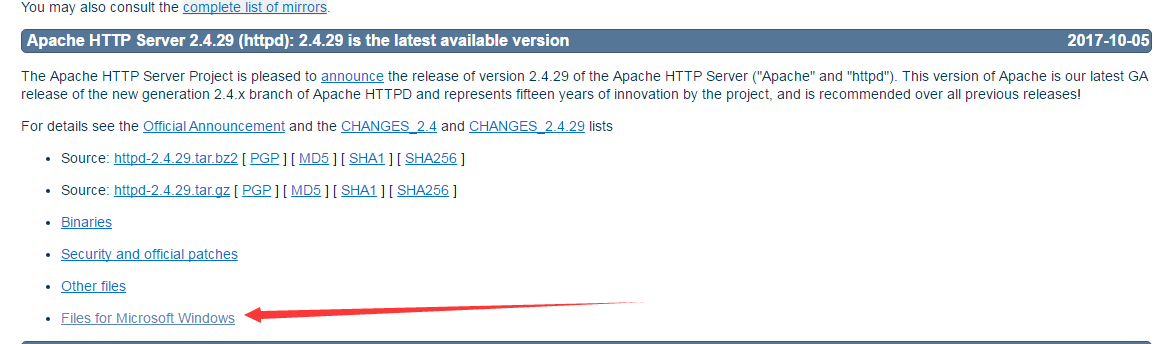 You may also consult the complete list of mirrors.
Apache HTTP Server 2.4.29 (httpd): 2.4.29 is the latest available version 2017-10-05
The Apache HTTP Server Project is pleased to announce the release of version 2.4.29 of the Apache HTTP Server ("Apache" and "httpd"). This version of Apache is our latest GA
release of the new generation 2.4.x branch of Apache HTTPD and represents fifteen years of innovation by the project, and is recommended over all previous releases!
For details see the Official Announcement and the CHANGES_2.4 and CHANGES_2.4.29 lists
• Source: httpd-2.4.29.tar.bz2 [ PGP ] [ MD5 ] [ SHA1 ] [ SHA256 ]
• Source: httpd-2.4.29.tar.gz [ PGP ] [ MD5 ] [ SHA1 ] [ SHA256 ]
• Binaries
• Security and official patches
• Other files
• Files for Microsoft Windows